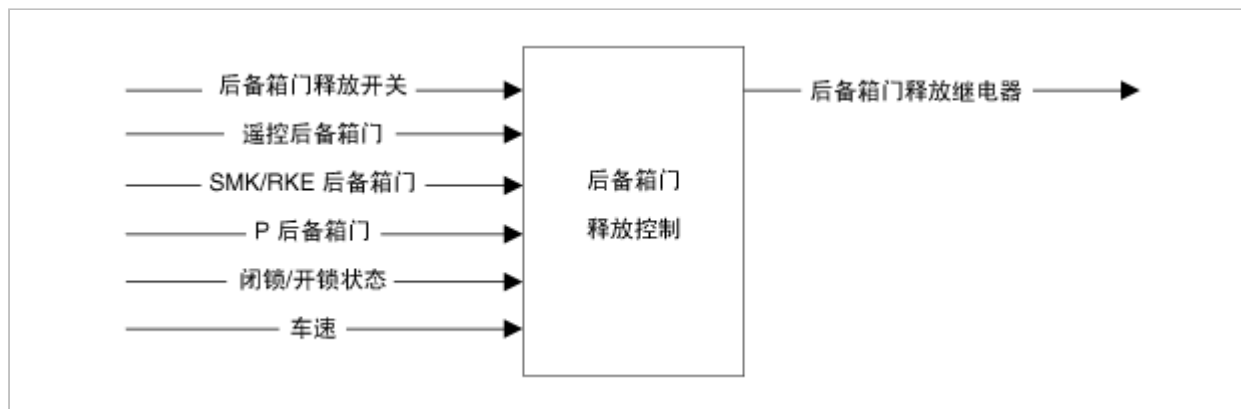 后备箱门释放开关
遥控后备箱门
SMK/RKE 后备箱门
P 后备箱门
闭锁/开锁状态
车速
后备箱门
释放控制
后备箱门释放继电器